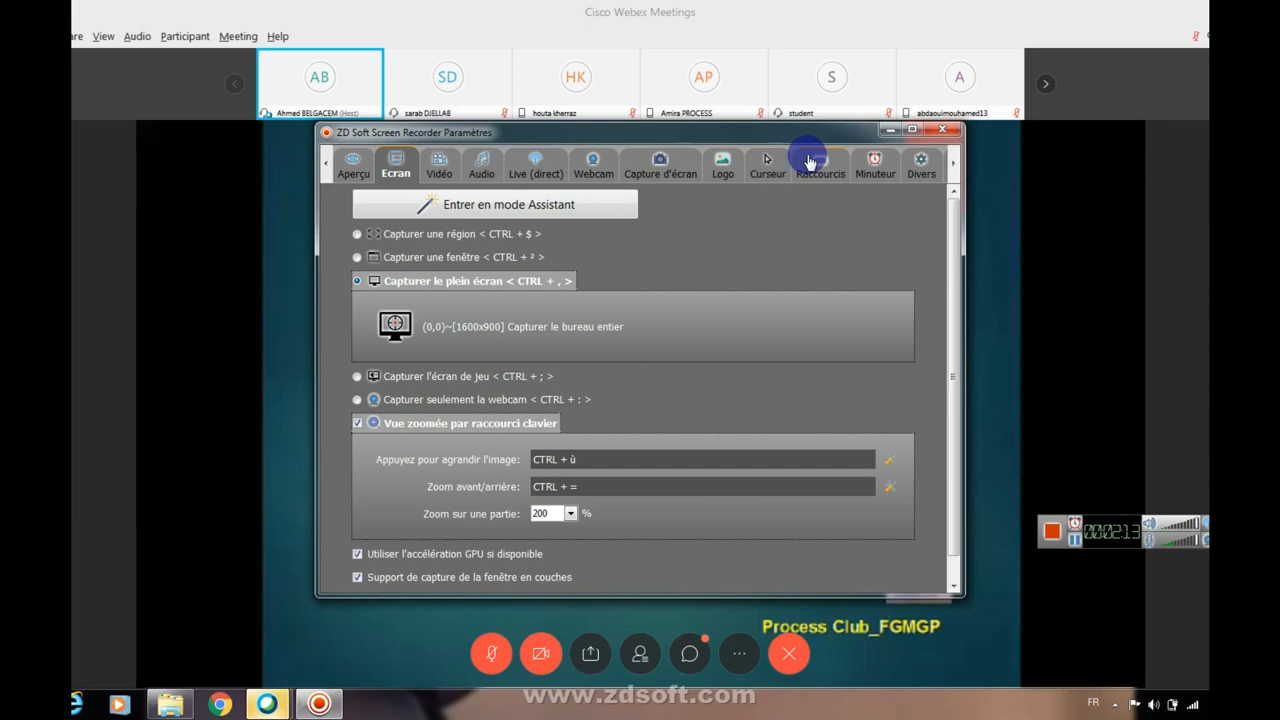 Cisco Webex Meetings
are View Audio Participant Meeting Help
AB SD HK AP S A
Ahmed BELGACEM (Host) sarab DJELLAB houta kherraz Amira PROCESS student abdaouimouhamed13
ZD Soft Screen Recorder Paramètres
Aperçu Ecran Vidéo Audio Live (direct) Webcam Capture d'écran Logo Curseur Raccourcis Minuteur Divers
Entrer en mode Assistant
Capturer une région < CTRL + $ >
Capturer une fenêtre < CTRL + ² >
Capturer le plein écran < CTRL + , >
(0,0)~[1600x900] Capturer le bureau entier
Capturer l'écran de jeu < CTRL + ; >
Capturer seulement la webcam < CTRL + : >
Vue zoomée par raccourci clavier
Appuyez pour agrandir l'image: CTRL + ù
Zoom avant/arrière: CTRL + =
Zoom sur une partie: 200 %
00:02:13
Utiliser l'accélération GPU si disponible
Support de capture de la fenêtre en couches
Process Club_FGMGP
www.zdsoft.com
FR